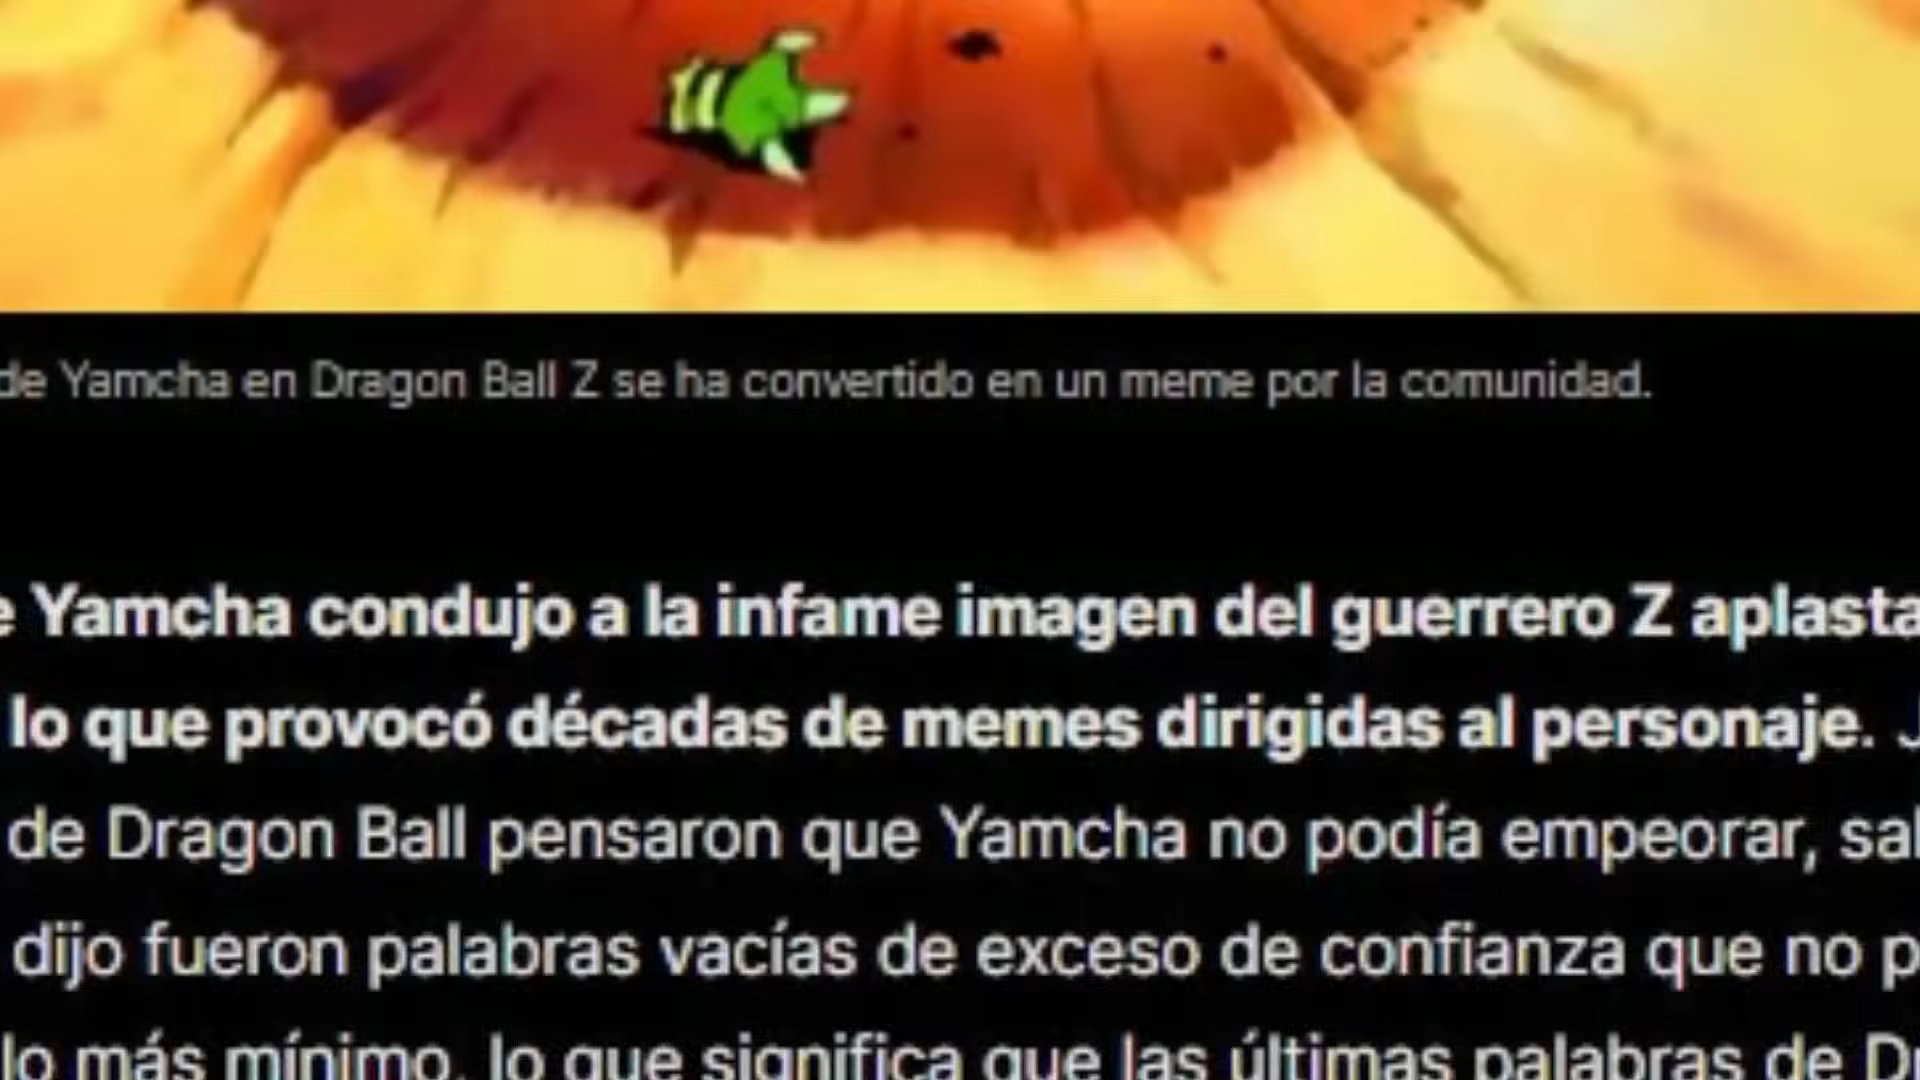 de Yamcha en Dragon Ball Z se ha convertido en un meme por la comunidad.
e Yamcha condujo a la infame imagen del guerrero Z aplasta
lo que provocó décadas de memes dirigidas al personaje. J
de Dragon Ball pensaron que Yamcha no podía empeorar, sal
dijo fueron palabras vacías de exceso de confianza que no p
lo más mínimo, lo que significa que las últimas palabras de Dr